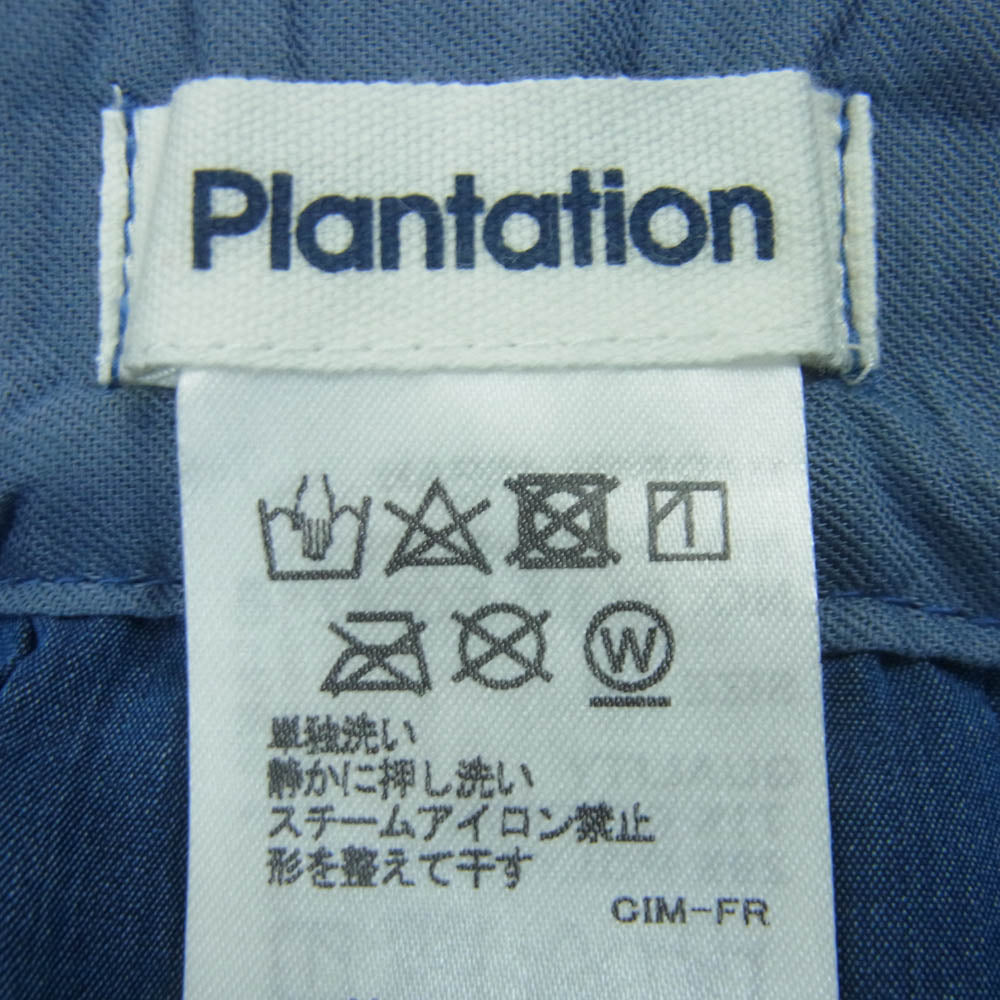 Plantation
W
単独洗い
静かに押し洗い
スチームアイロン禁止
形を整えて干す
CIM-FR